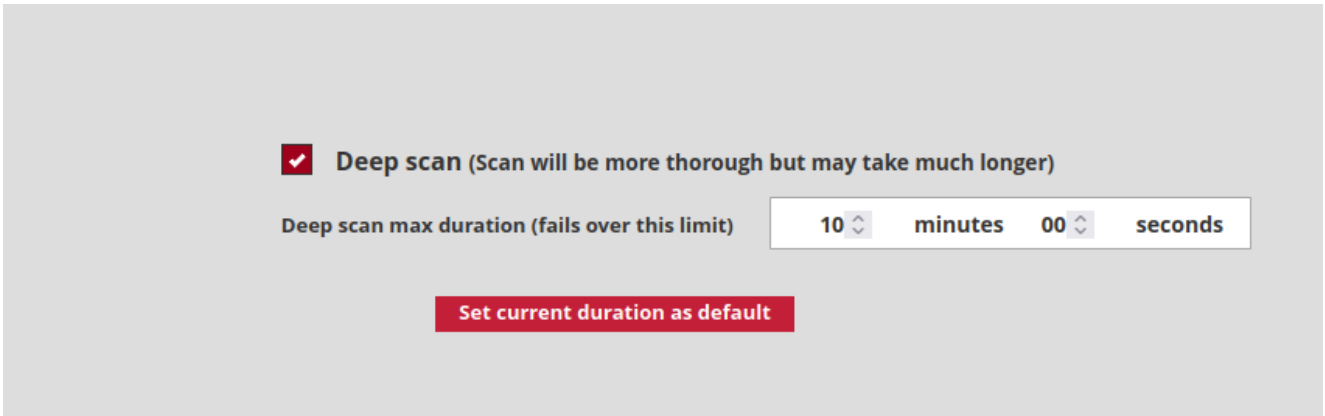 Deep scan (Scan will be more thorough but may take much longer)
Deep scan max duration (fails over this limit) 10 minutes 00 seconds
Set current duration as default